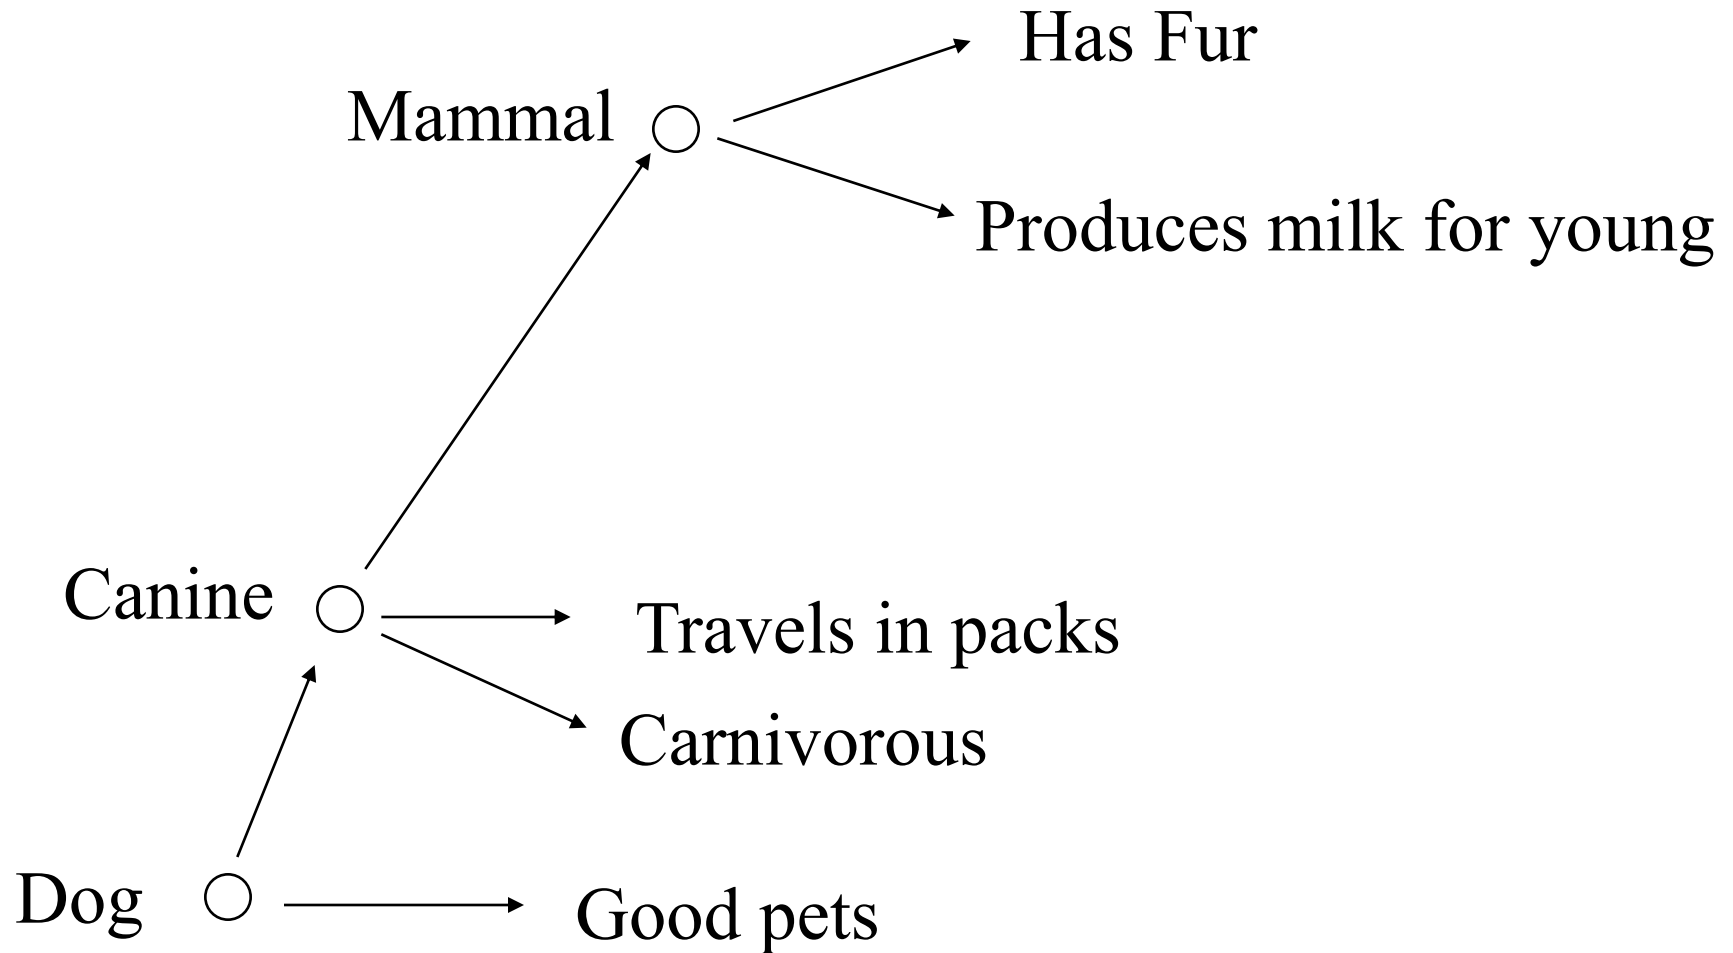 Has Fur
Mammal
Produces milk for young
Canine
Travels in packs
Carnivorous
Dog
Good pets